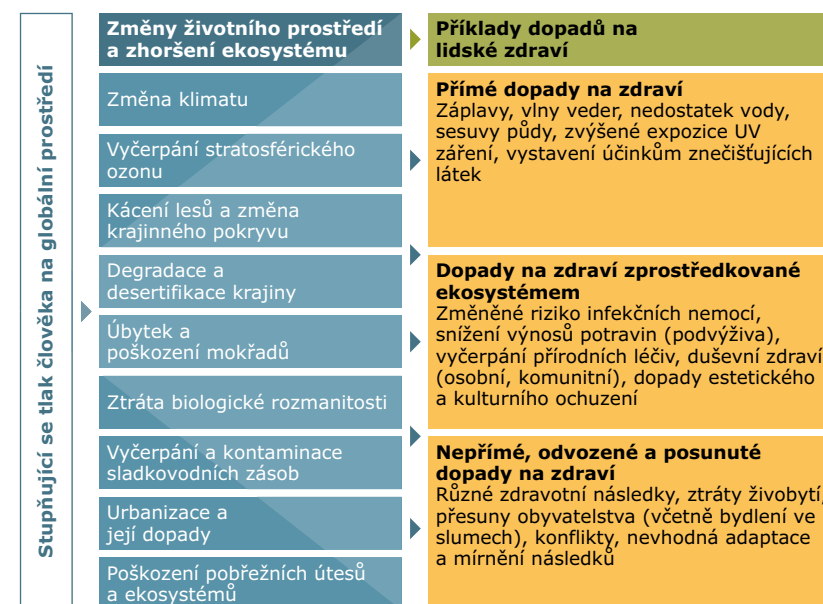 Stupňující se tlak člověka na globální prostředí
Změny životního prostředí
a zhoršení ekosystému
Změna klimatu
Vyčerpání stratosférického
ozonu
Kácení lesů a změna
krajinného pokryvu
Degradace a
desertifikace krajiny
Úbytek a
poškození mokřadů
Ztráta biologické rozmanitosti
Vyčerpání a kontaminace
sladkovodních zásob
Urbanizace a
její dopady
Poškození pobřežních útesů
a ekosystémů
Příklady dopadů na
lidské zdraví
Přímé dopady na zdraví
Záplavy, vlny veder, nedostatek vody,
sesuvy půdy, zvýšené expozice UV
záření, vystavení účinkům znečišťujících
látek
Dopady na zdraví zprostředkované
ekosystémem
Změněné riziko infekčních nemocí,
snížení výnosů potravin (podvýživa),
vyčerpání přírodních léčiv, duševní zdraví
(osobní, komunitní), dopady estetického
a kulturního ochuzení
Nepřímé, odvozené a posunuté
dopady na zdraví
Různé zdravotní následky, ztráty živobytí,
přesuny obyvatelstva (včetně bydlení ve
slumech), konflikty, nevhodná adaptace
a mírnění následků